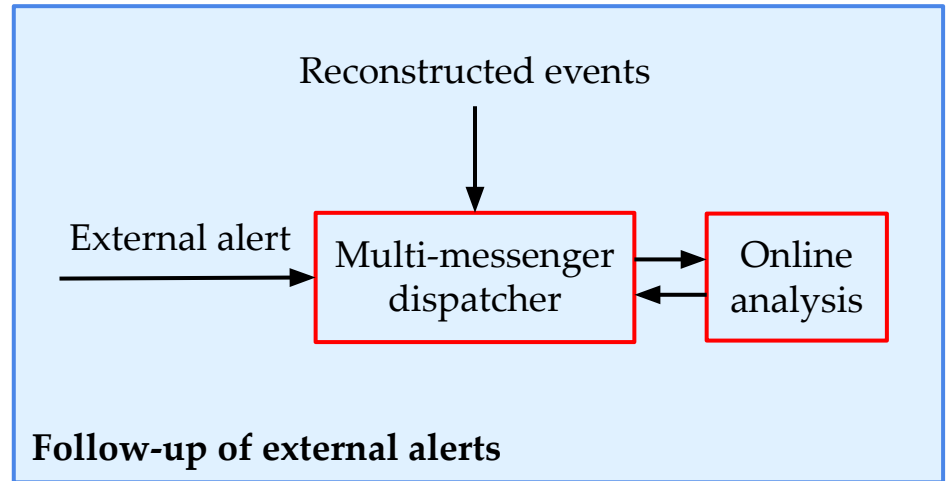 Reconstructed events
External alert
Multi-messenger
dispatcher
Online
analysis
Follow-up of external alerts